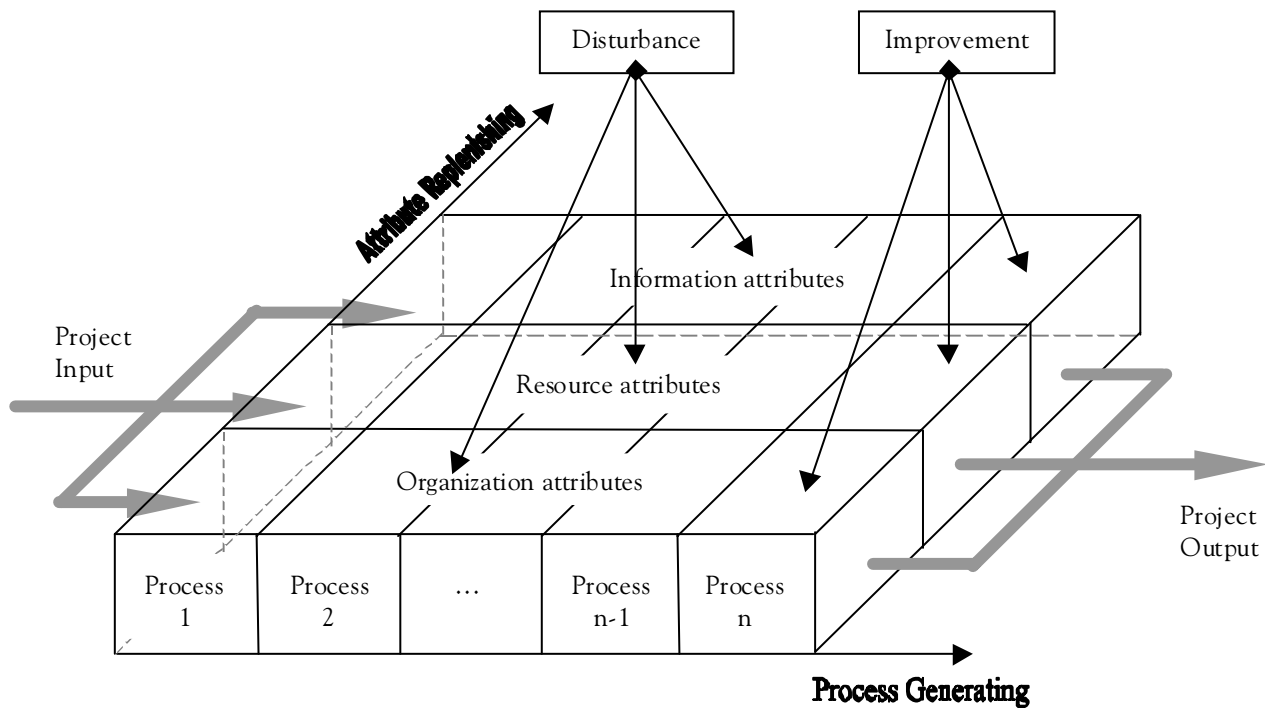 Disturbance
Improvement
Attribute Replenishing
Information attributes
Project
Input
Resource attributes
Organization attributes
Project
Output
Process
1
Process
2
...
Process
n-1
Process
n
Process Generating